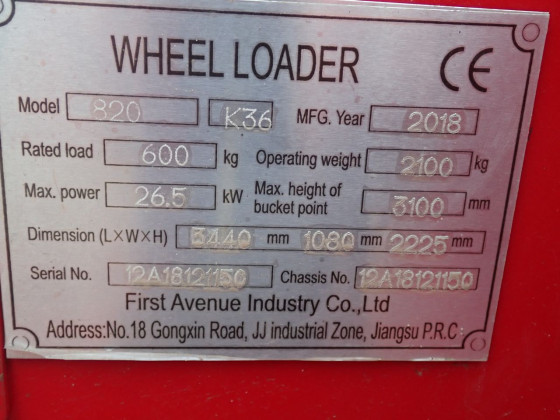 WHEEL LOADER CE
Model 820 K36 MFG. Year 2018
Rated load 600 kg Operating weight 2100 kg
Max. power 26.5 kW Max. height of bucket point 3100 mm
Dimension (L×W×H) 3440 mm 1080 mm 2225 mm
Serial No. 12A18121150 Chassis No. 12A18121150
First Avenue Industry Co.,Ltd
Address:No.18 Gongxin Road, JJ industrial Zone, Jiangsu P.R.C